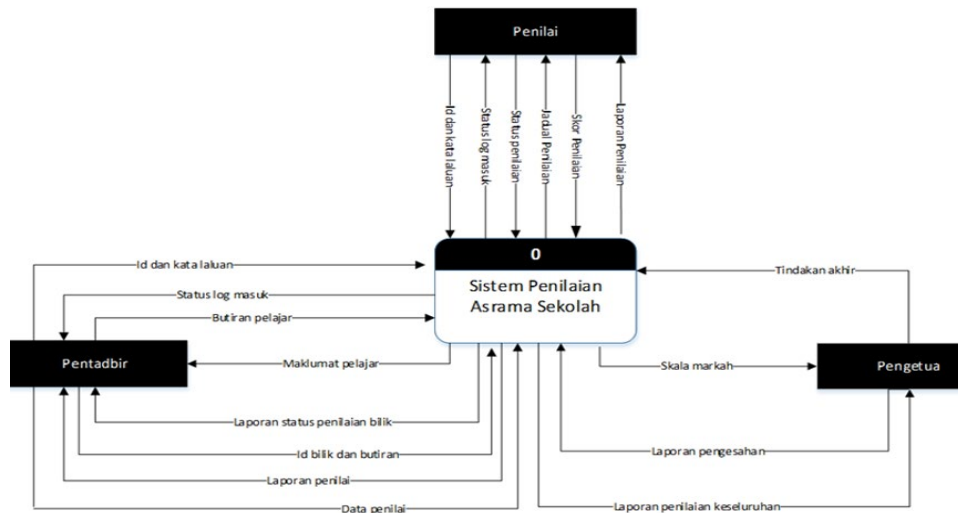 Penilai
Id dan kata laluan
Status log masuk
Status penilaian
Jadual Penilaian
Skor Penilaian
Laporan Penilaian
0
Sistem Penilaian
Asrama Sekolah
Id dan kata laluan
Status log masuk
Butiran pelajar
Pentadbir
Maklumat pelajar
Laporan status penilaian bilik
Id bilik dan butiran
Laporan penilai
Data penilai
Tindakan akhir
Skala markah
Pengetua
Laporan pengesahan
Laporan penilaian keseluruhan